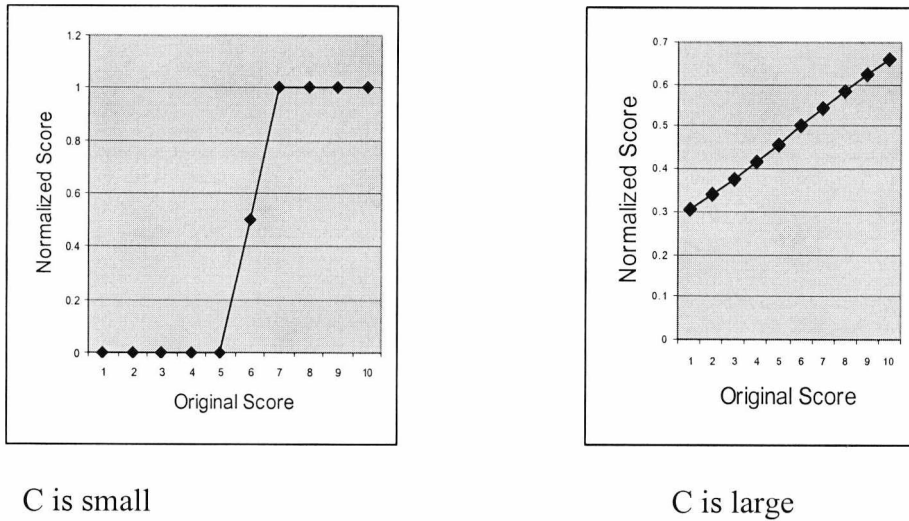 1.2
1
0.8
0.6
0.4
0.2
0
Normalized Score
1 2 3 4 5 6 7 8 9 10
Original Score
C is small
0.7
0.6
0.5
0.4
0.3
0.2
0.1
0
Normalized Score
1 2 3 4 5 6 7 8 9 10
Original Score
C is large